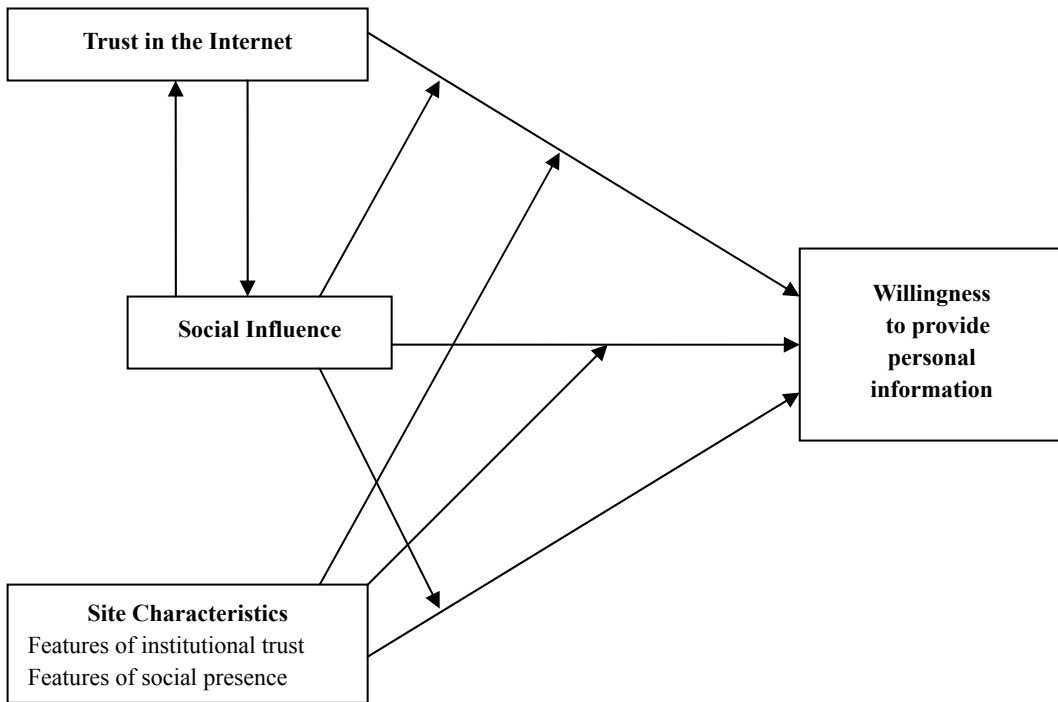 Trust in the Internet
Social Influence
Willingness
to provide
personal
information
Site Characteristics
Features of institutional trust
Features of social presence